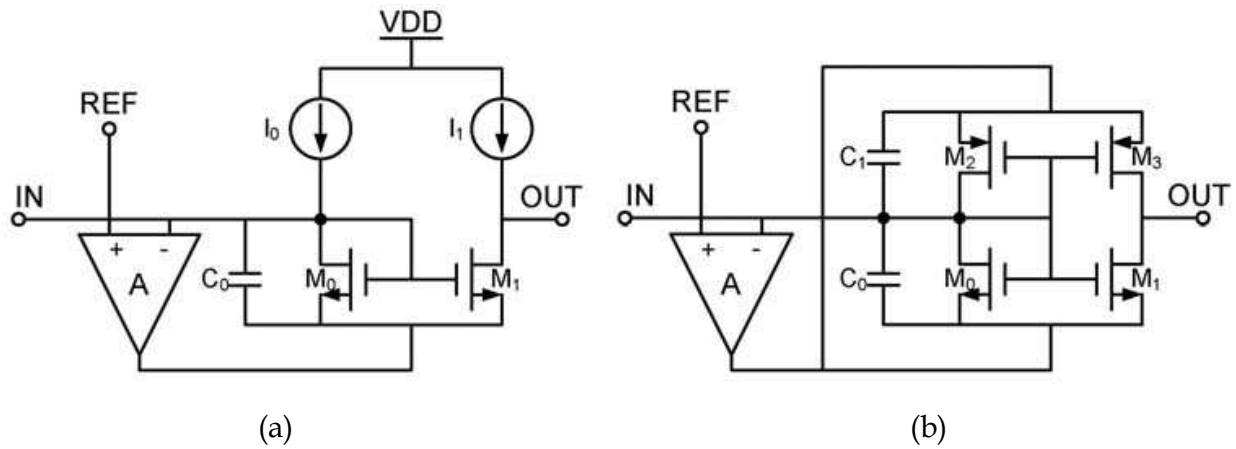 VDD
REF
I₀
I₁
IN
OUT
+ -
A
C₀
M₀
M₁
(a)
REF
C₁
M₂
M₃
IN
OUT
+ -
A
C₀
M₀
M₁
(b)